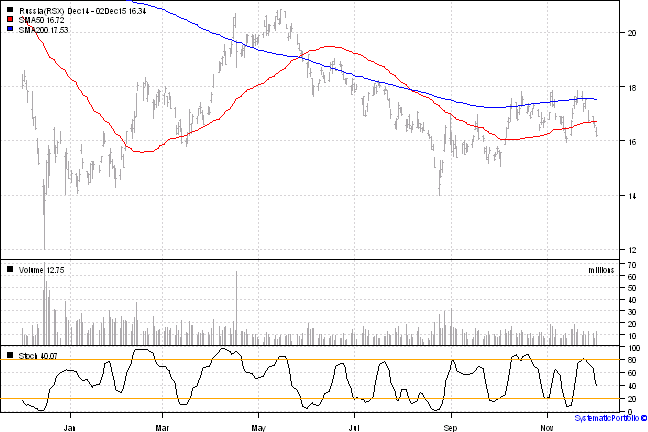 Russia(RSX) Dec14 - 02Dec15 16.34
SMA50 16.72
SMA200 17.53
20
18
16
14
12
Volume 12.75
millions
70
60
50
40
30
20
10
Stoch 40.07
100
80
60
40
20
0
Jan
Mar
May
Jul
Sep
Nov
SystematicPortfolio ©